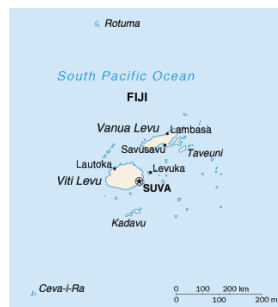 Rotuma
South Pacific Ocean
FIJI
Vanua Levu
Lambasa
Savusavu
Taveuni
Lautoka
Levuka
Viti Levu
SUVA
Kadavu
Ceva-i-Ra
0 100 200 km
0 100 200 m